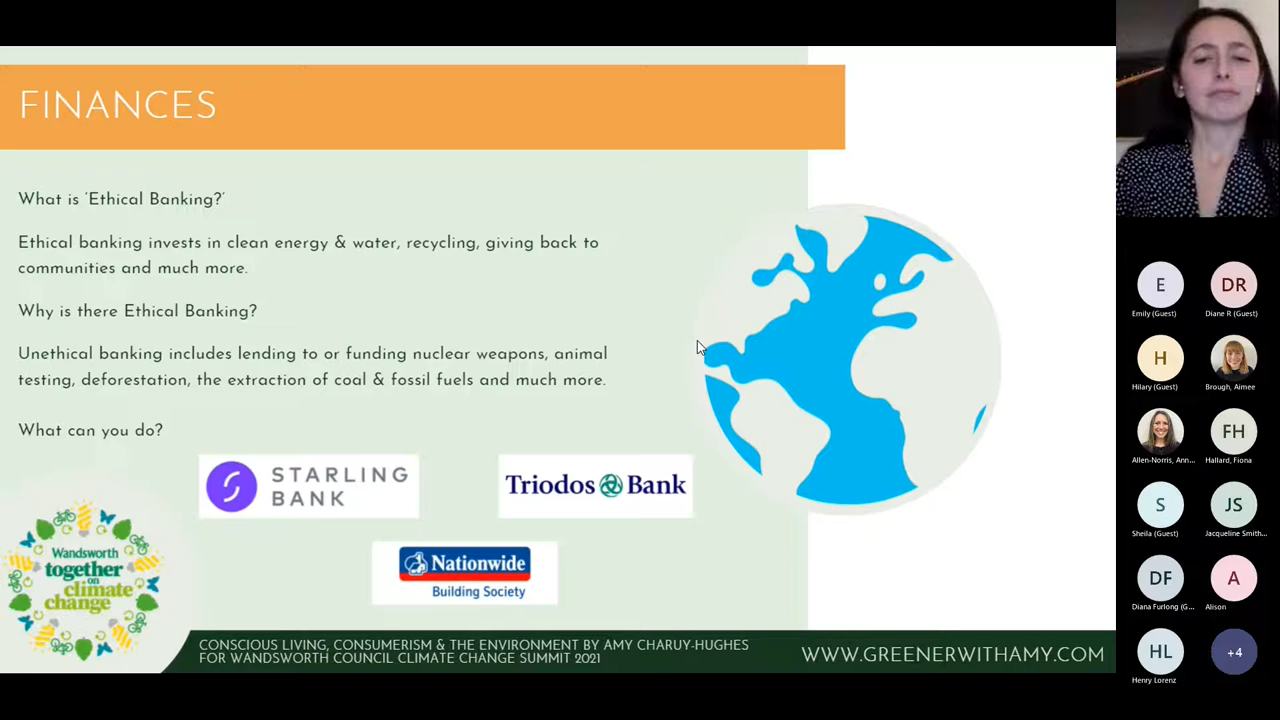 FINANCES
What is ‘Ethical Banking?’
Ethical banking invests in clean energy & water, recycling, giving back to
communities and much more.
Why is there Ethical Banking?
Unethical banking includes lending to or funding nuclear weapons, animal
testing, deforestation, the extraction of coal & fossil fuels and much more.
What can you do?
STARLING
BANK
Triodos Bank
Nationwide
Building Society
Wandsworth
together
on
climate
change
CONSCIOUS LIVING, CONSUMERISM & THE ENVIRONMENT BY AMY CHARUY-HUGHES
FOR WANDSWORTH COUNCIL CLIMATE CHANGE SUMMIT 2021
WWW.GREENERWITHAMY.COM
E
DR
Emily (Guest)
Diane R (Guest)
H
Hilary (Guest)
Brough, Aimee
FH
Allen-Norris, Ann...
Hallard, Fiona
S
JS
Sheila (Guest)
Jacqueline Smith...
DF
A
Diana Furlong (G...
Alison
HL
+4
Henry Lorenz